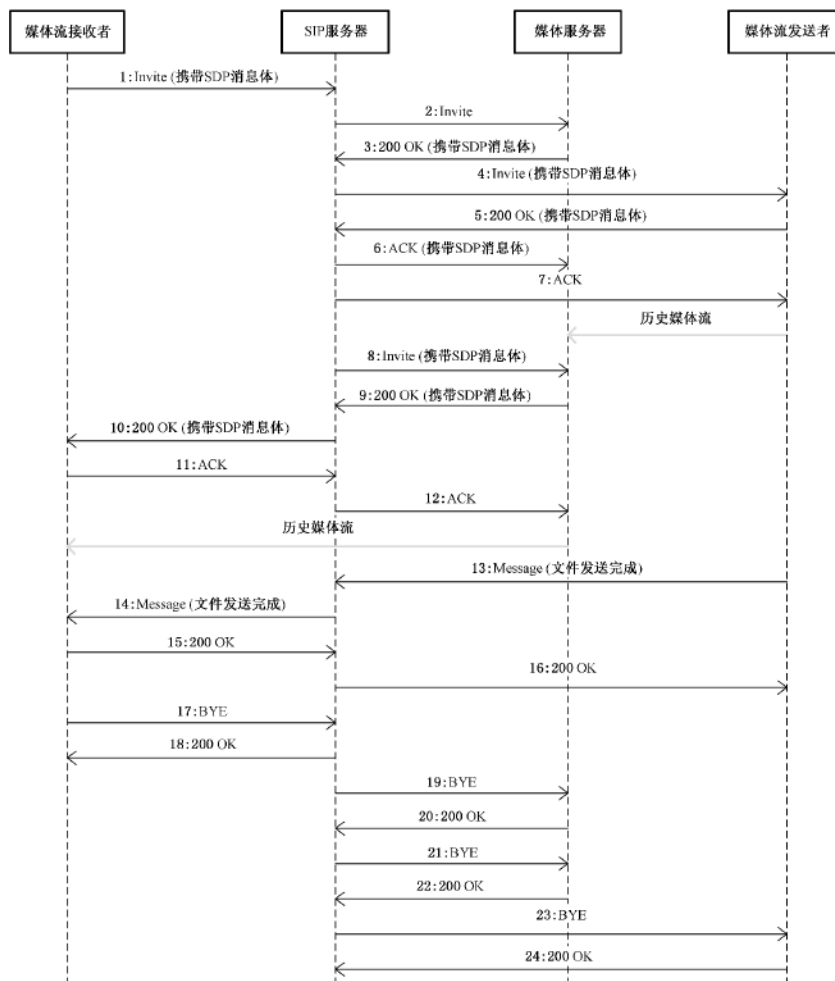 媒体流接收者
SIP服务器
媒体服务器
媒体流发送者
1:Invite (携带SDP消息体)
2:Invite
3:200 OK (携带SDP消息体)
4:Invite (携带SDP消息体)
5:200 OK (携带SDP消息体)
6:ACK (携带SDP消息体)
7:ACK
历史媒体流
8:Invite (携带SDP消息体)
9:200 OK (携带SDP消息体)
10:200 OK (携带SDP消息体)
11:ACK
12:ACK
历史媒体流
13:Message (文件发送完成)
14:Message (文件发送完成)
15:200 OK
16:200 OK
17:BYE
18:200 OK
19:BYE
20:200 OK
21:BYE
22:200 OK
23:BYE
24:200 OK